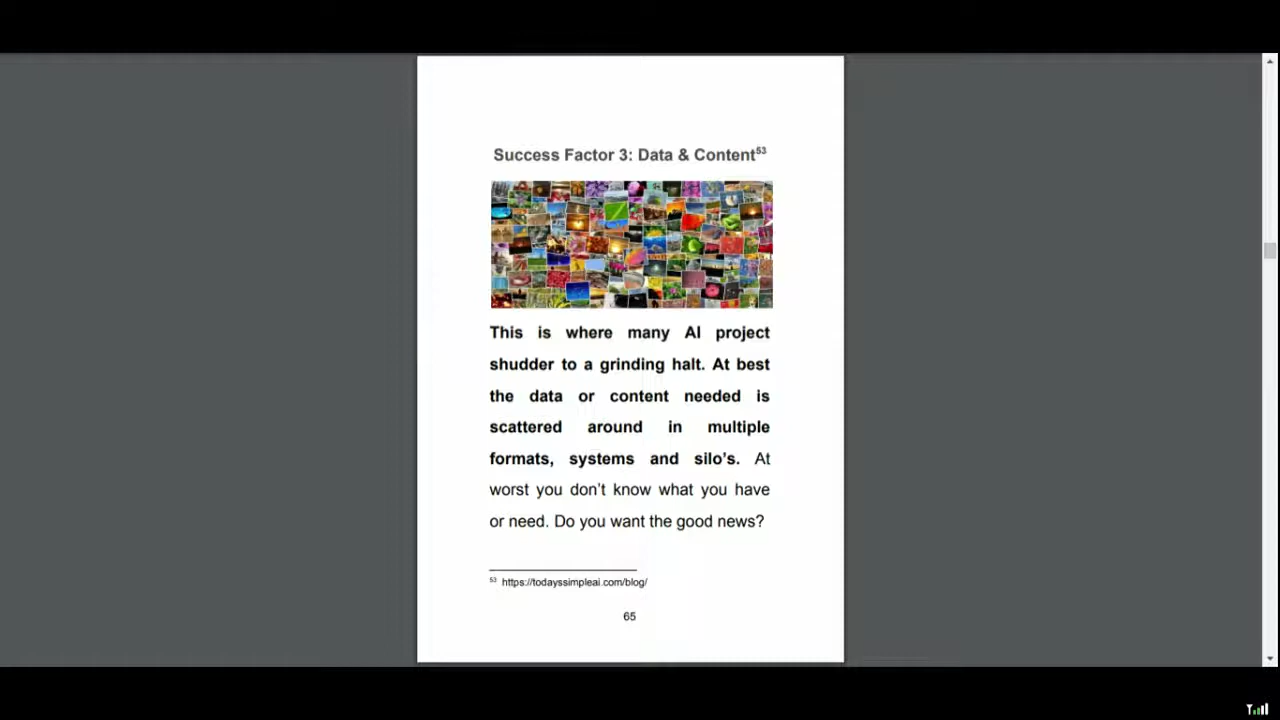 Success Factor 3: Data & Content53
This is where many AI project
shudder to a grinding halt. At best
the data or content needed is
scattered around in multiple
formats, systems and silo's. At
worst you don't know what you have
or need. Do you want the good news?
53 https://todayssimpleai.com/blog/
65